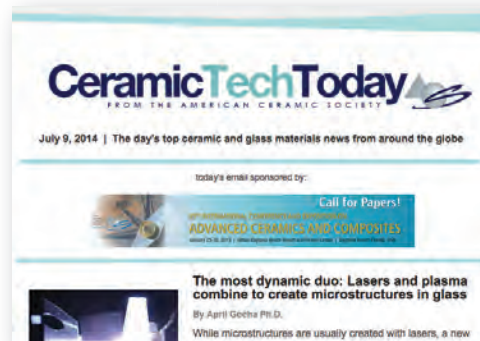 CeramicTechToday
FROM THE AMERICAN CERAMIC SOCIETY
July 9, 2014 | The day's top ceramic and glass materials news from around the globe
today's email sponsored by:
Call for Papers!
ADVANCED CERAMICS AND COMPOSITES
The most dynamic duo: Lasers and plasma
combine to create microstructures in glass
By April Gocha Ph.D.
While microstructures are usually created with lasers, a new